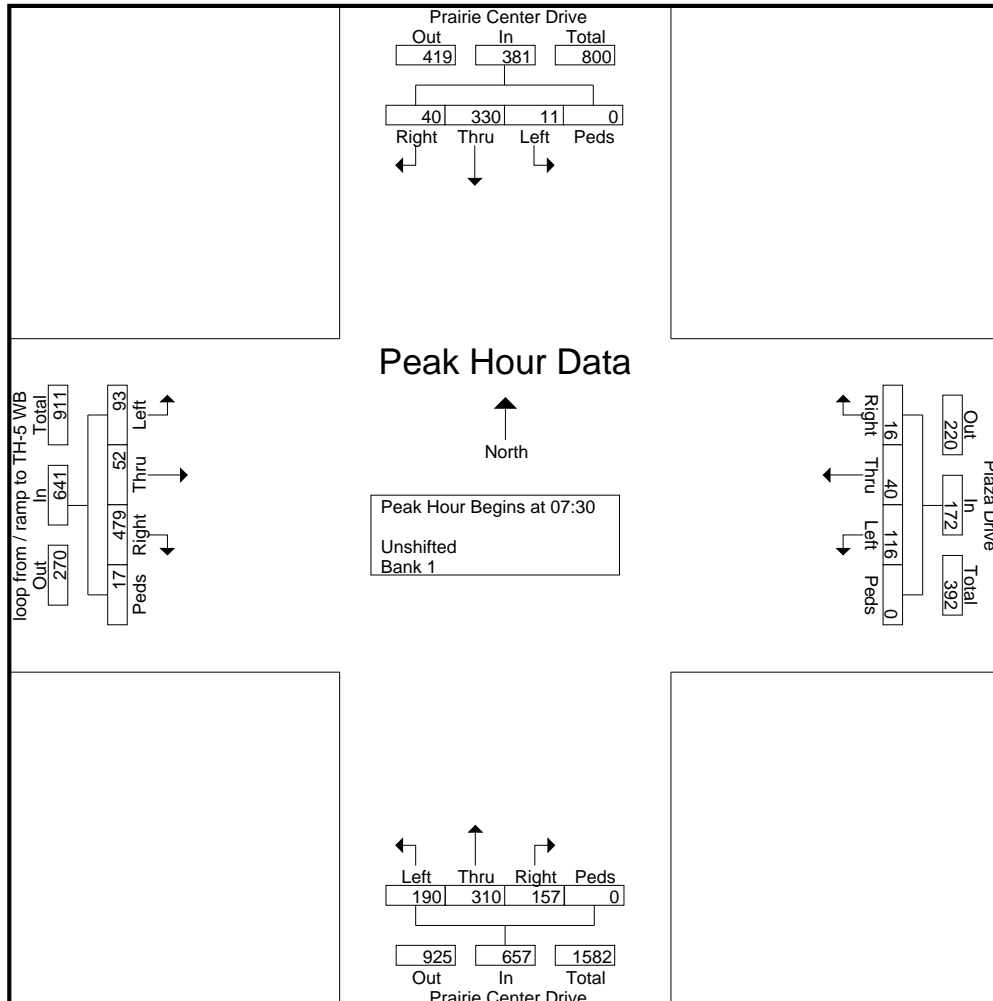 Prairie Center Drive
Out In Total
419 381 800
40 330 11 0
Right Thru Left Peds
Peak Hour Data
North
Peak Hour Begins at 07:30
Unshifted
Bank 1
loop from / ramp to TH-5 WB
Out In Total
270 641 911
93 52 479 17
Left Thru Right Peds
Plaza Drive
Out In Total
220 172 392
16 40 116 0
Right Thru Left Peds
Left Thru Right Peds
190 310 157 0
925 657 1582
Out In Total
Prairie Center Drive